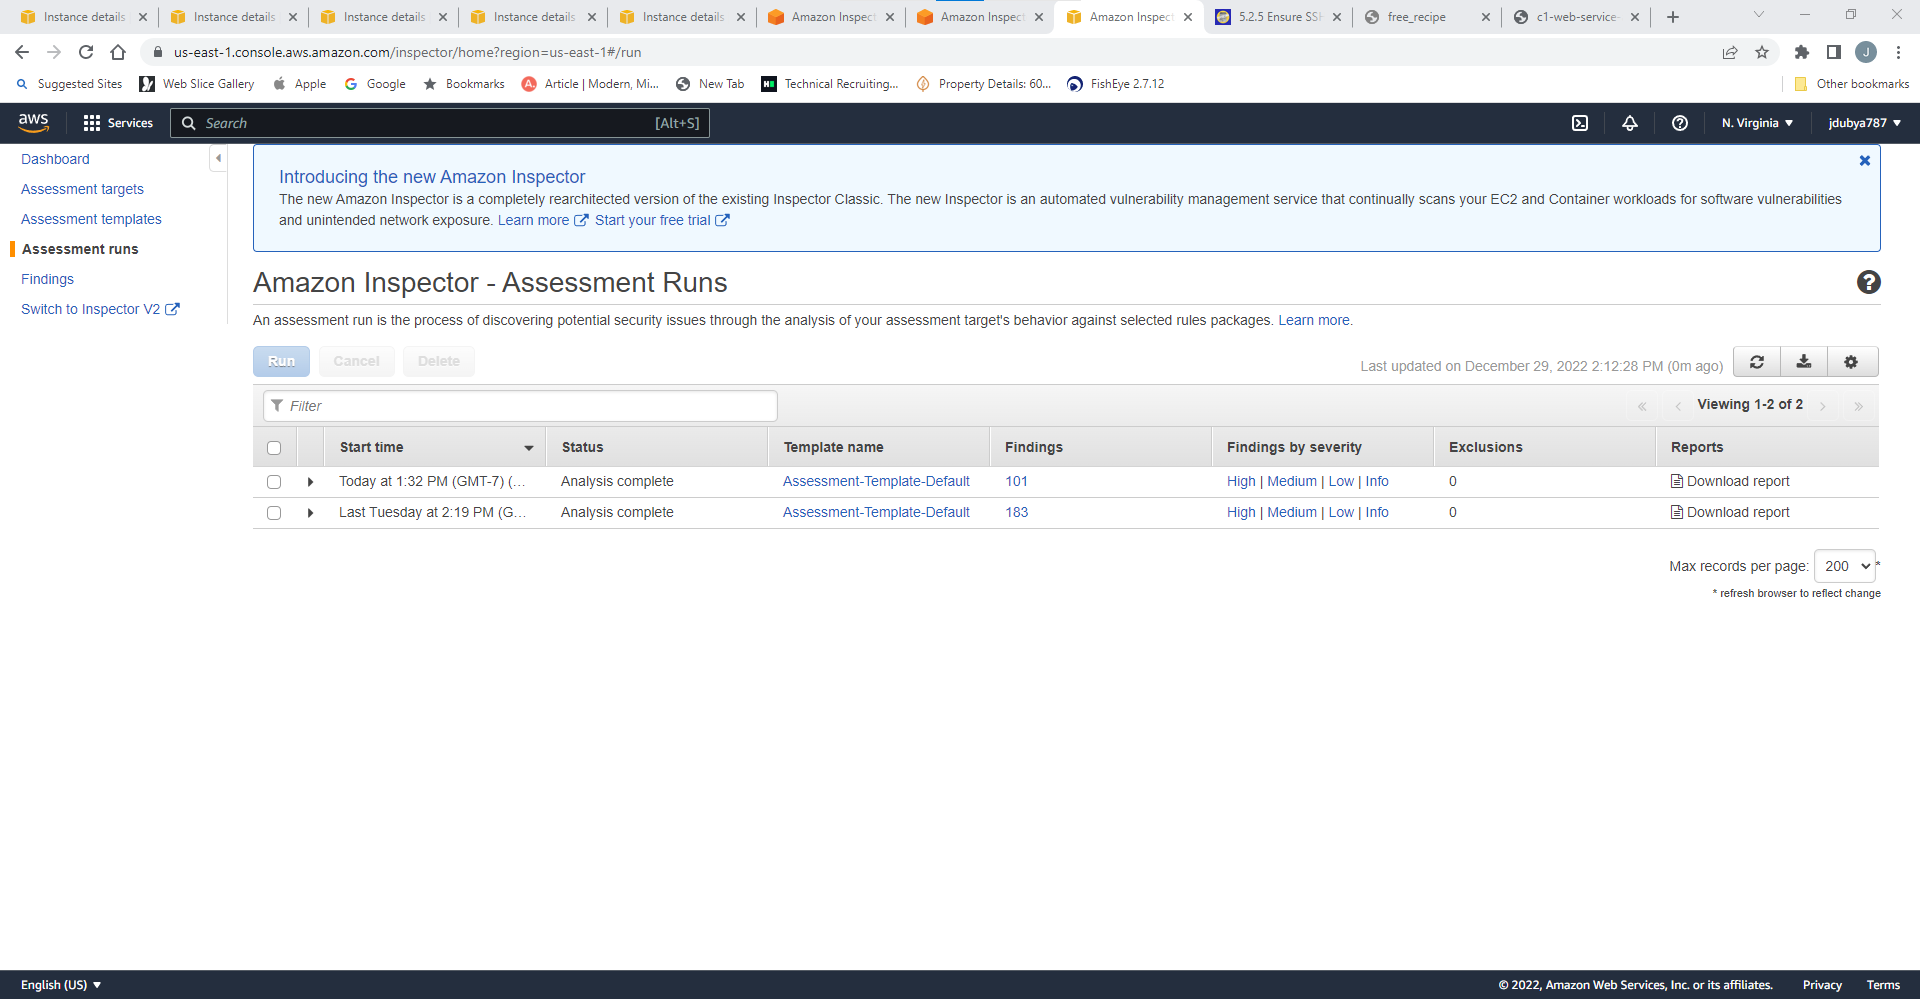 Instance details
Instance details
Instance details
Instance details
Instance details
Amazon Inspect
Amazon Inspect
Amazon Inspect
5.2.5 Ensure SSH
free_recipe
c1-web-service-
us-east-1.console.aws.amazon.com/inspector/home?region=us-east-1#/run
J
Suggested Sites
Web Slice Gallery
Apple
Google
Bookmarks
Article | Modern, Mi...
New Tab
Technical Recruiting...
Property Details: 60...
FishEye 2.7.12
Other bookmarks
aws
Services
Search
[Alt+S]
N. Virginia
jdubya787
Dashboard
Assessment targets
Assessment templates
Assessment runs
Findings
Switch to Inspector V2
Introducing the new Amazon Inspector
The new Amazon Inspector is a completely rearchitected version of the existing Inspector Classic. The new Inspector is an automated vulnerability management service that continually scans your EC2 and Container workloads for software vulnerabilities
and unintended network exposure. Learn more Start your free trial
Amazon Inspector - Assessment Runs
An assessment run is the process of discovering potential security issues through the analysis of your assessment target's behavior against selected rules packages. Learn more.
Run Cancel Delete
Last updated on December 29, 2022 2:12:28 PM (0m ago)
Filter
« ‹ Viewing 1-2 of 2 › »
Start time Status Template name Findings Findings by severity Exclusions Reports
Today at 1:32 PM (GMT-7) (... Analysis complete Assessment-Template-Default 101 High | Medium | Low | Info 0 Download report
Last Tuesday at 2:19 PM (G... Analysis complete Assessment-Template-Default 183 High | Medium | Low | Info 0 Download report
Max records per page: 200 *
* refresh browser to reflect change
English (US)
© 2022, Amazon Web Services, Inc. or its affiliates. Privacy Terms